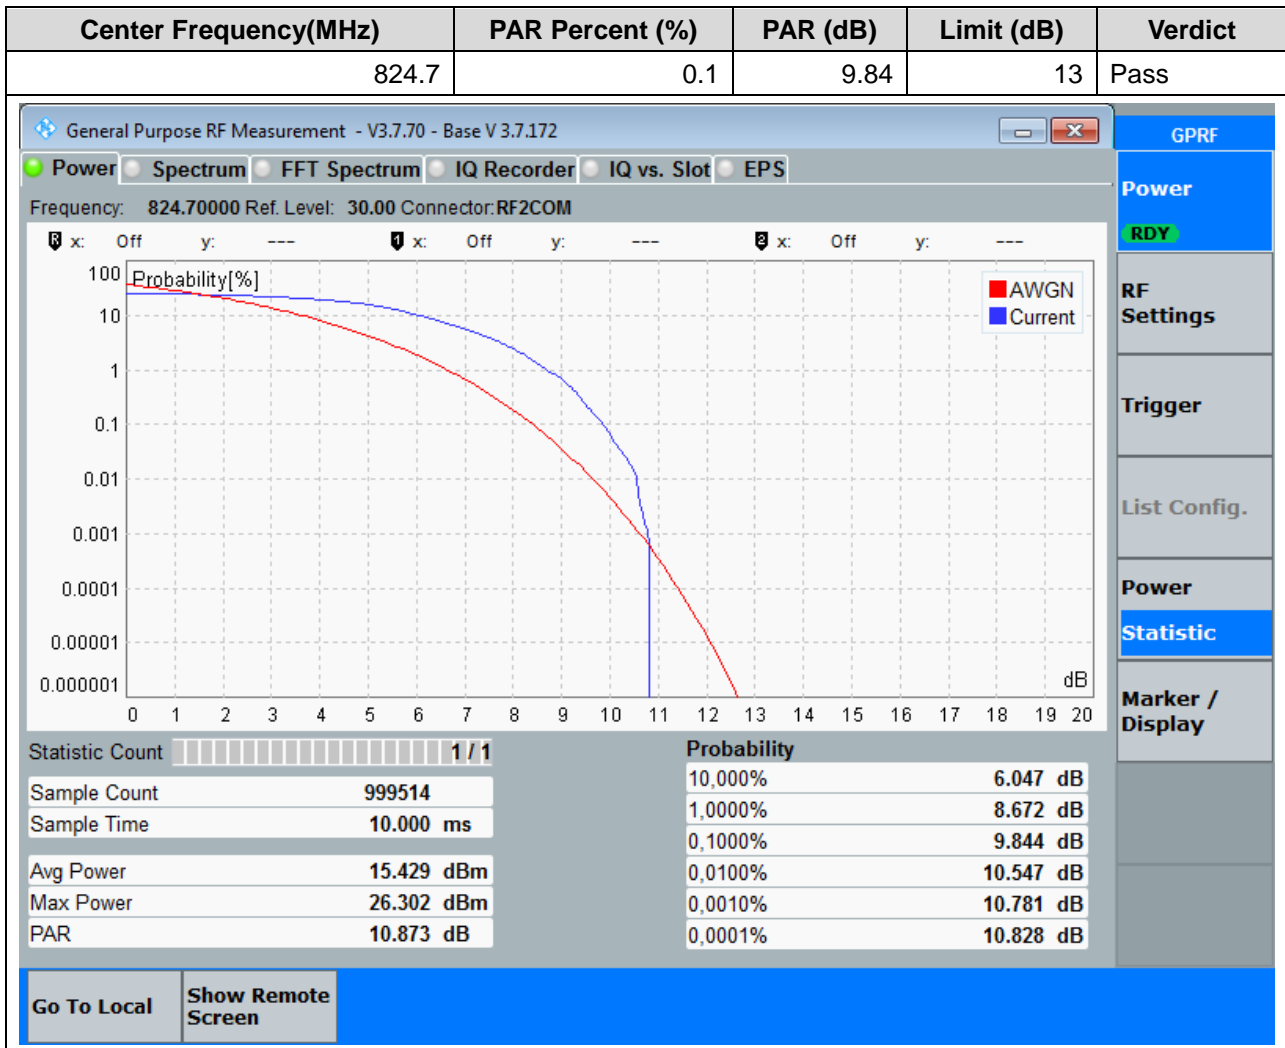 Center Frequency(MHz) PAR Percent (%) PAR (dB) Limit (dB) Verdict
824.7 0.1 9.84 13 Pass
General Purpose RF Measurement - V3.7.70 - Base V 3.7.172
GPRF
Power Spectrum FFT Spectrum IQ Recorder IQ vs. Slot EPS
Frequency: 824.70000 Ref. Level: 30.00 Connector: RF2COM
Power
RDY
R x: Off y: --- 1 x: Off y: --- 2 x: Off y: ---
Probability[%]
AWGN
Current
100
10
1
0.1
0.01
0.001
0.0001
0.00001
0.000001
dB
0 1 2 3 4 5 6 7 8 9 10 11 12 13 14 15 16 17 18 19 20
RF
Settings
Trigger
List Config.
Power
Statistic
Marker /
Display
Statistic Count 1 / 1
Sample Count 999514
Sample Time 10.000 ms
Avg Power 15.429 dBm
Max Power 26.302 dBm
PAR 10.873 dB
Probability
10,000% 6.047 dB
1,0000% 8.672 dB
0,1000% 9.844 dB
0,0100% 10.547 dB
0,0010% 10.781 dB
0,0001% 10.828 dB
Go To Local
Show Remote
Screen